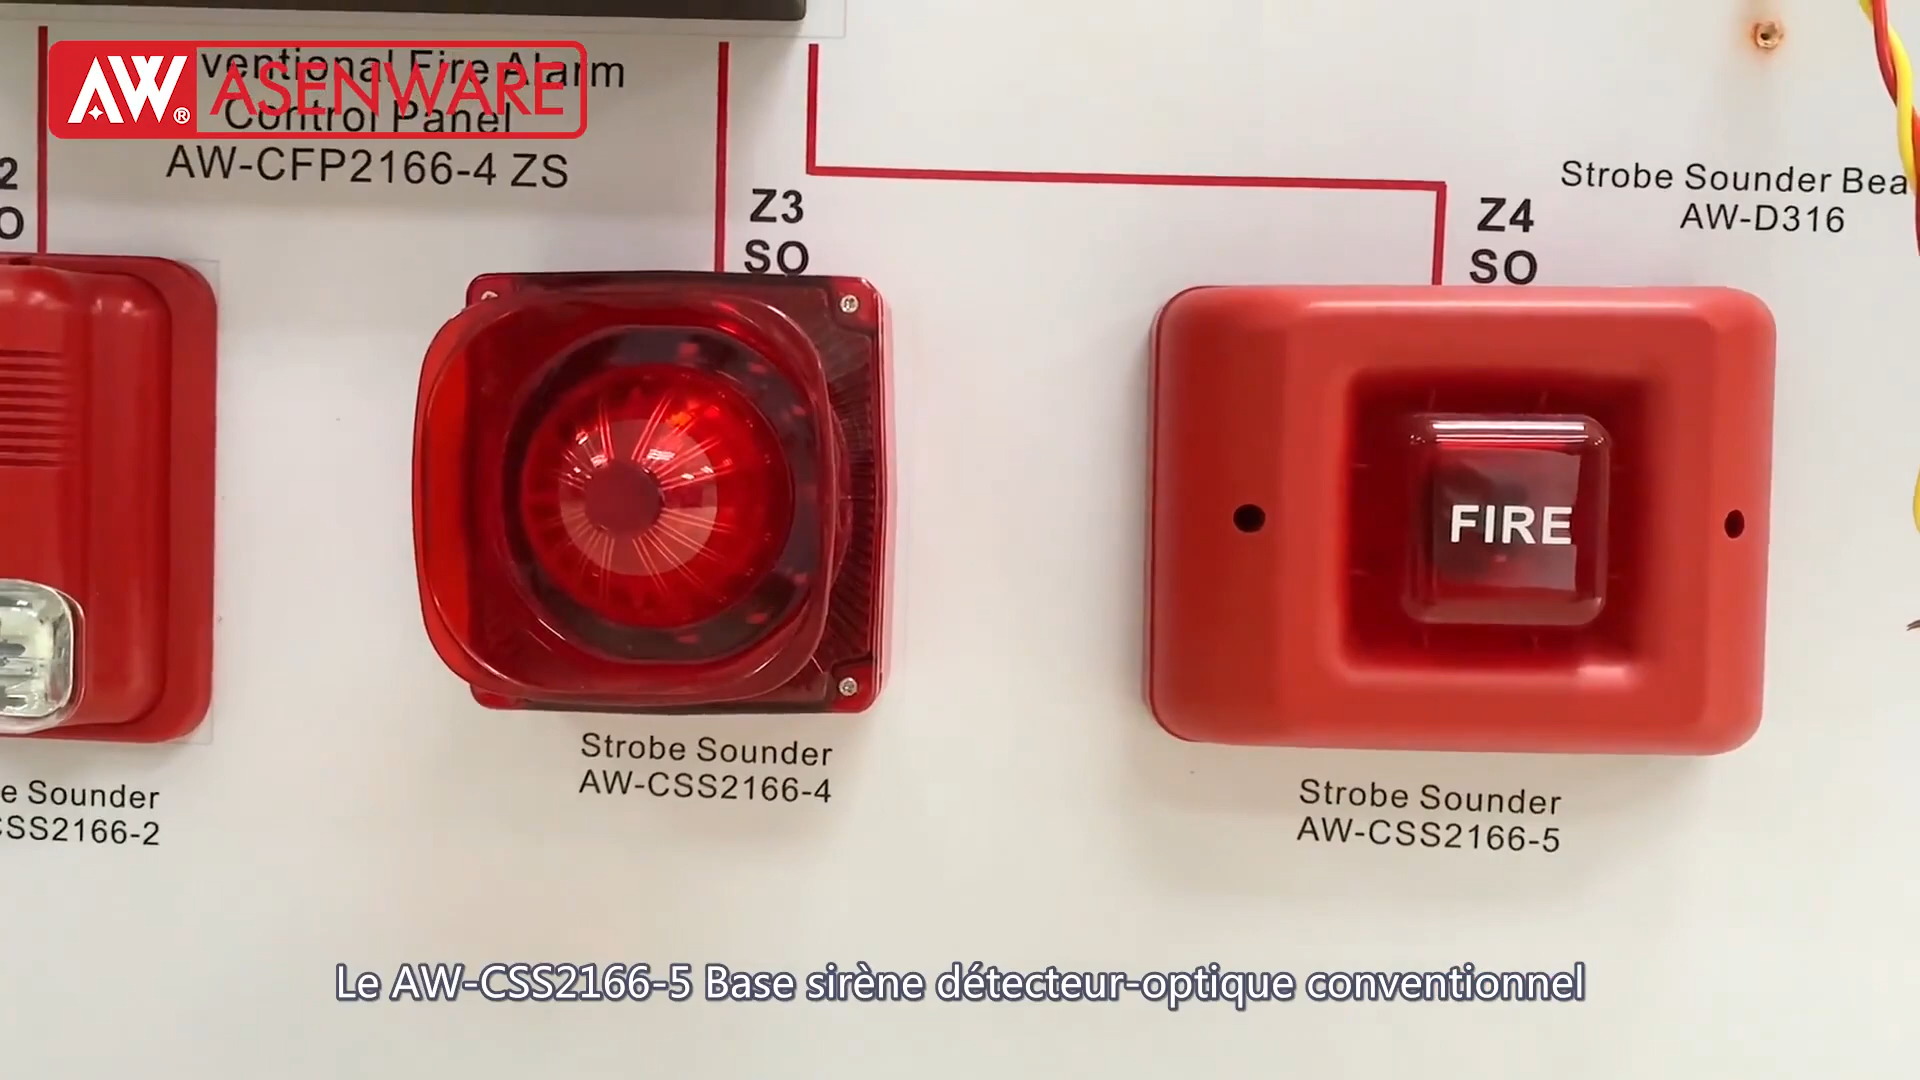 AW®
ASENWARE
ventional Fire Alarm
Control Panel
AW-CFP2166-4 ZS
2
O
Z3
SO
Z4
SO
Strobe Sounder Bea
AW-D316
FIRE
Strobe Sounder
AW-CSS2166-4
e Sounder
CSS2166-2
Strobe Sounder
AW-CSS2166-5
Le AW-CSS2166-5 Base sirène détecteur-optique conventionnel